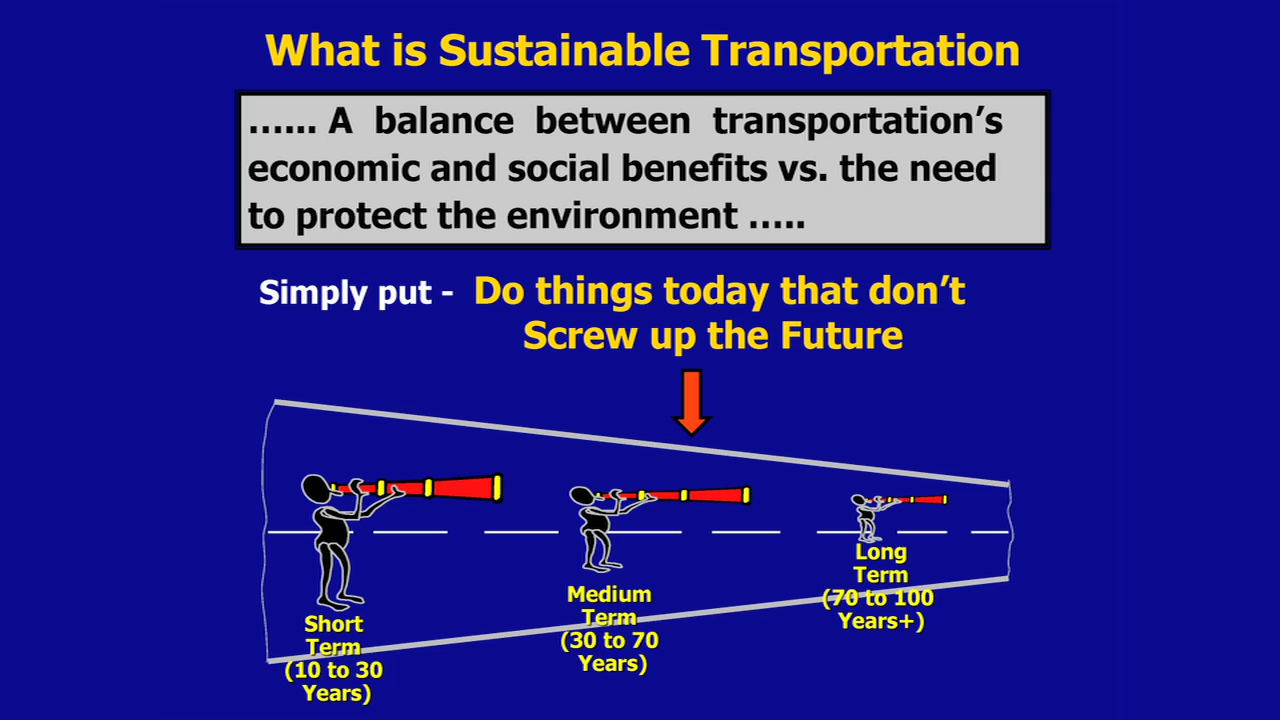 What is Sustainable Transportation
…... A balance between transportation’s
economic and social benefits vs. the need
to protect the environment …..
Simply put - Do things today that don’t
Screw up the Future
Short
Term
(10 to 30
Years)
Medium
Term
(30 to 70
Years)
Long
Term
(70 to 100
Years+)